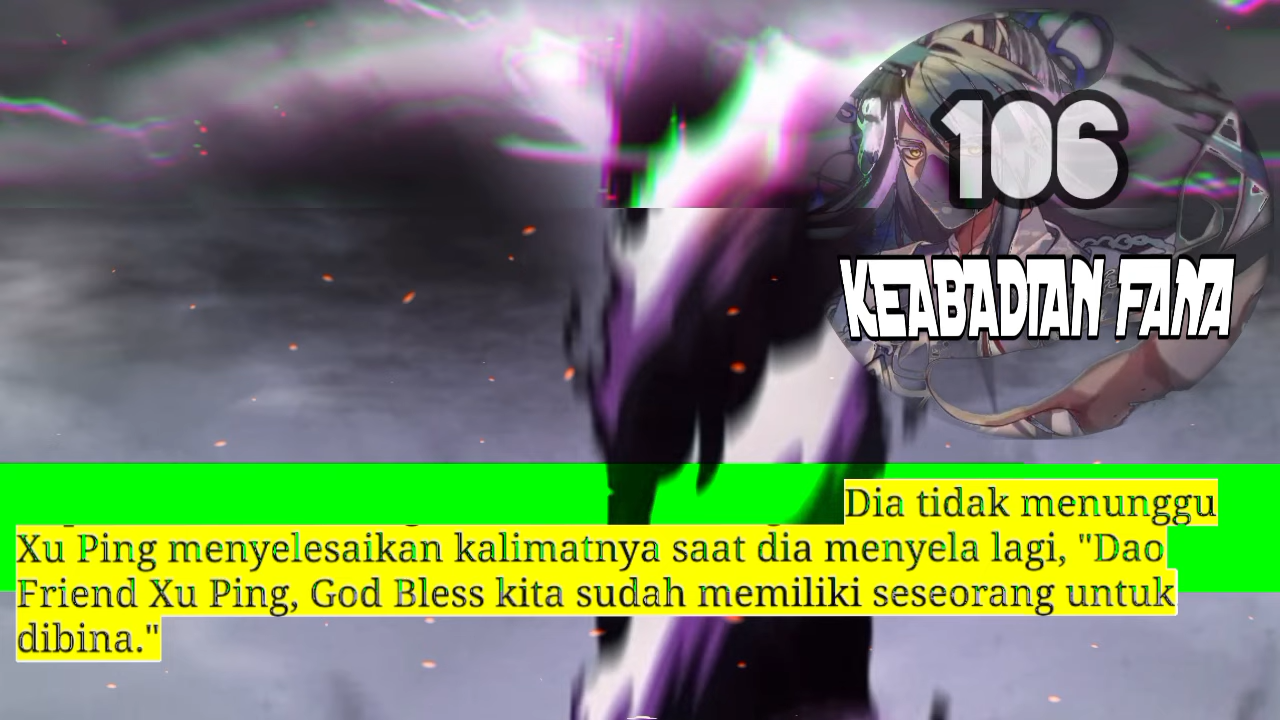 106
KEABADIAN FANA
Dia tidak menunggu
Xu Ping menyelesaikan kalimatnya saat dia menyela lagi, "Dao
Friend Xu Ping, God Bless kita sudah memiliki seseorang untuk
dibina."